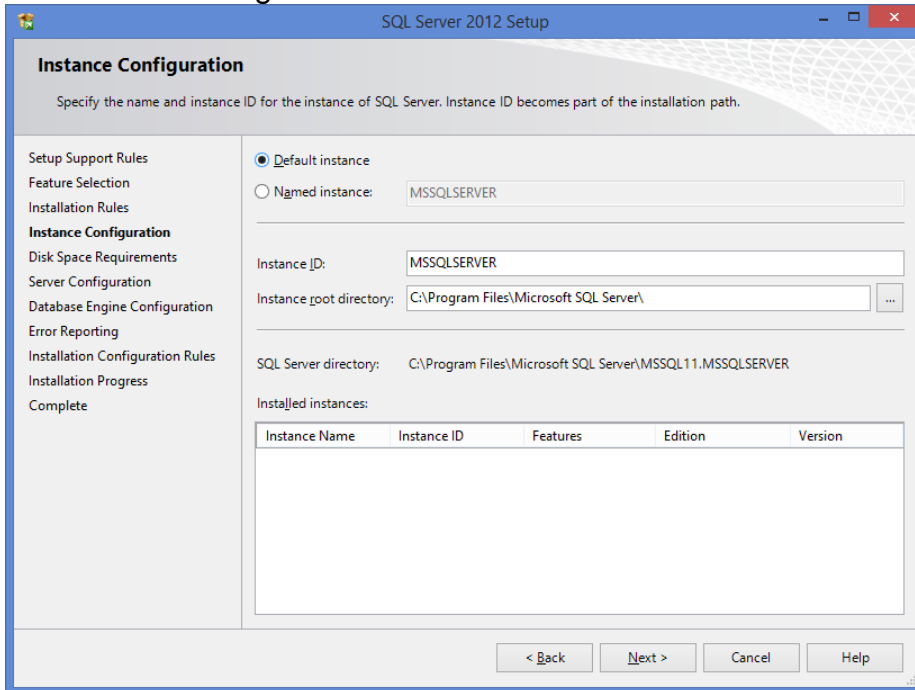 SQL Server 2012 Setup
Instance Configuration
Specify the name and instance ID for the instance of SQL Server. Instance ID becomes part of the installation path.
Setup Support Rules
Feature Selection
Installation Rules
Instance Configuration
Disk Space Requirements
Server Configuration
Database Engine Configuration
Error Reporting
Installation Configuration Rules
Installation Progress
Complete
Default instance
Named instance: MSSQLSERVER
Instance ID: MSSQLSERVER
Instance root directory: C:\Program Files\Microsoft SQL Server\ ...
SQL Server directory: C:\Program Files\Microsoft SQL Server\MSSQL11.MSSQLSERVER
Installed instances:
Instance Name Instance ID Features Edition Version
< Back Next > Cancel Help